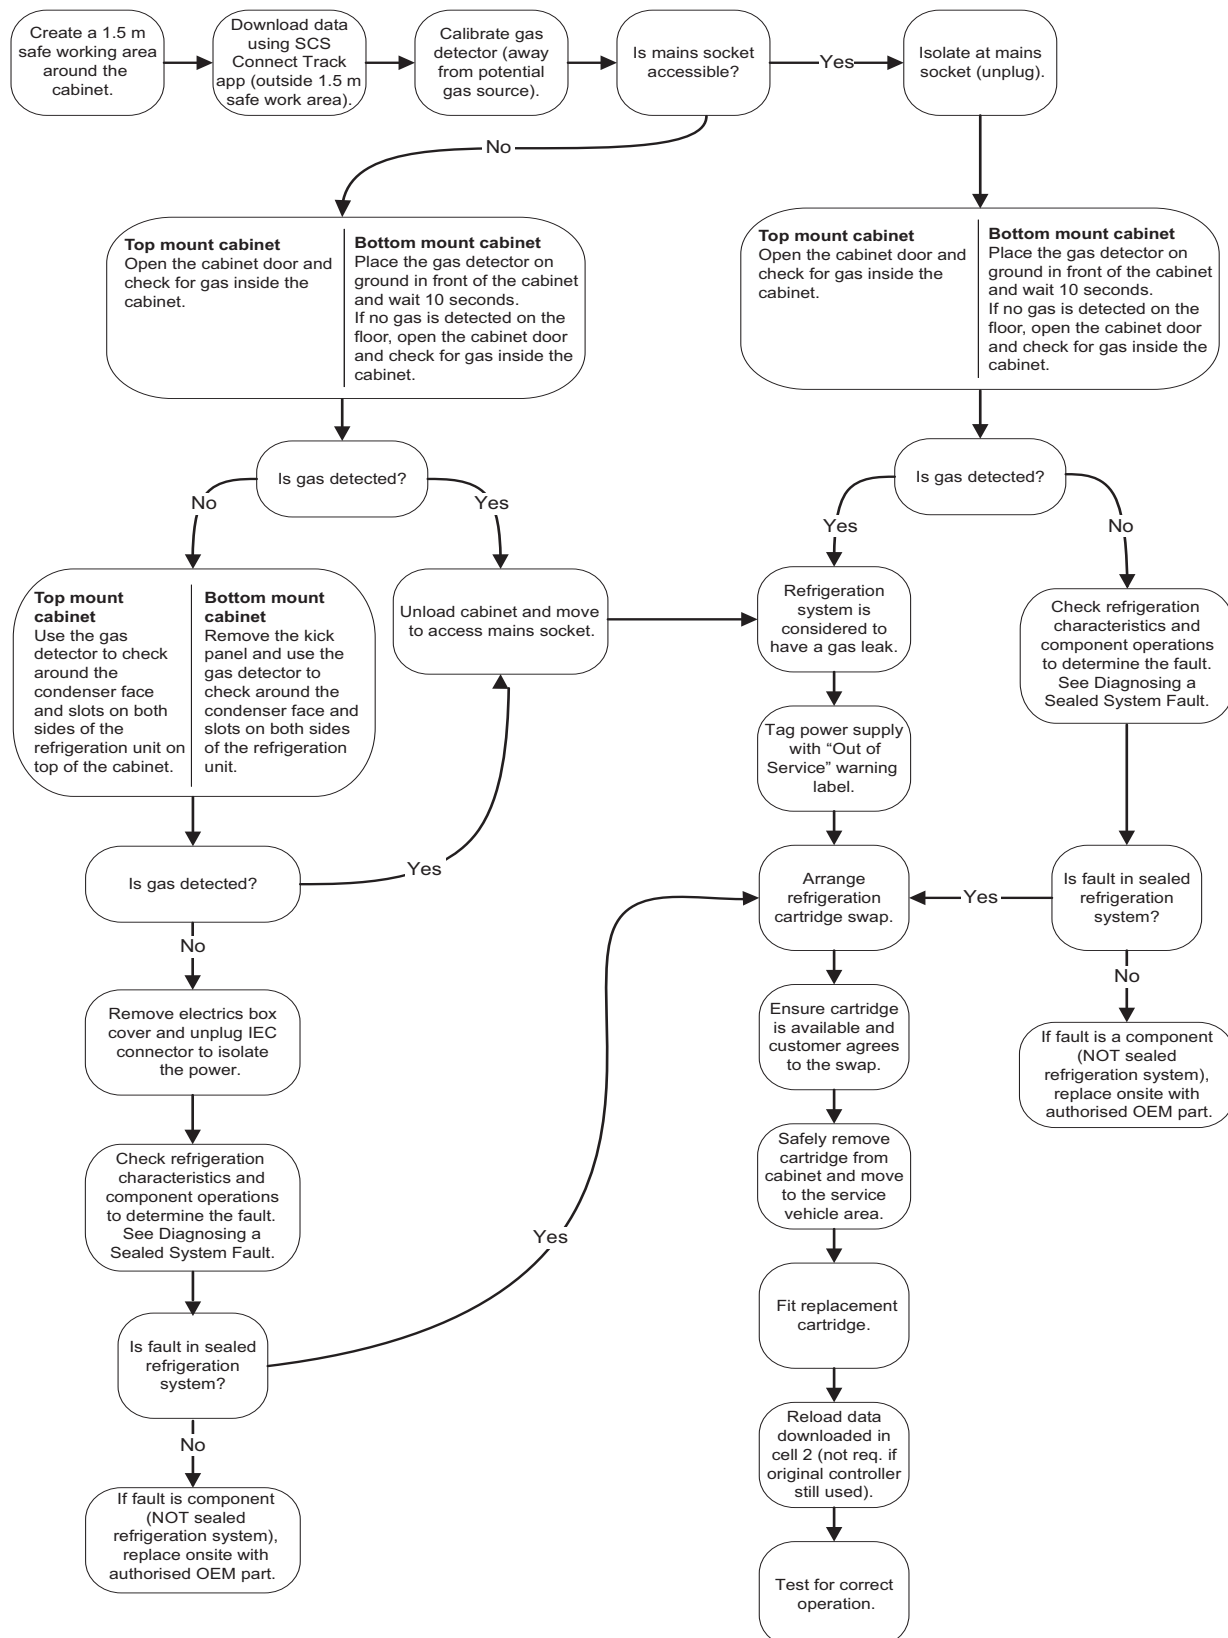 Create a 1.5 m
safe working area
around the
cabinet.
Download data
using SCS
Connect Track
app (outside 1.5 m
safe work area).
Calibrate gas
detector (away
from potential
gas source).
Is mains socket
accessible?
Yes
Isolate at mains
socket (unplug).
No
Top mount cabinet
Open the cabinet door and
check for gas inside the
cabinet.
Bottom mount cabinet
Place the gas detector on
ground in front of the cabinet
and wait 10 seconds.
If no gas is detected on the
floor, open the cabinet door
and check for gas inside the
cabinet.
Top mount cabinet
Open the cabinet door and
check for gas inside the
cabinet.
Bottom mount cabinet
Place the gas detector on
ground in front of the cabinet
and wait 10 seconds.
If no gas is detected on the
floor, open the cabinet door
and check for gas inside the
cabinet.
Is gas detected?
No
Yes
Is gas detected?
Yes
No
Top mount
cabinet
Use the gas
detector to check
around the
condenser face
and slots on both
sides of the
refrigeration unit on
top of the cabinet.
Bottom mount
cabinet
Remove the kick
panel and use the
gas detector to
check around the
condenser face and
slots on both sides
of the refrigeration
unit.
Unload cabinet and move
to access mains socket.
Refrigeration
system is
considered to
have a gas leak.
Check refrigeration
characteristics and
component operations
to determine the fault.
See Diagnosing a
Sealed System Fault.
Tag power supply
with “Out of
Service” warning
label.
Is gas detected?
Yes
Arrange
refrigeration
cartridge swap.
Yes
Is fault in sealed
refrigeration
system?
No
No
Remove electrics box
cover and unplug IEC
connector to isolate
the power.
Ensure cartridge
is available and
customer agrees
to the swap.
If fault is a component
(NOT sealed
refrigeration system),
replace onsite with
authorised OEM part.
Check refrigeration
characteristics and
component operations
to determine the fault.
See Diagnosing a
Sealed System Fault.
Safely remove
cartridge from
cabinet and move
to the service
vehicle area.
Yes
Fit replacement
cartridge.
Is fault in sealed
refrigeration
system?
No
Reload data
downloaded in
cell 2 (not req. if
original controller
still used).
If fault is component
(NOT sealed
refrigeration system),
replace onsite with
authorised OEM part.
Test for correct
operation.